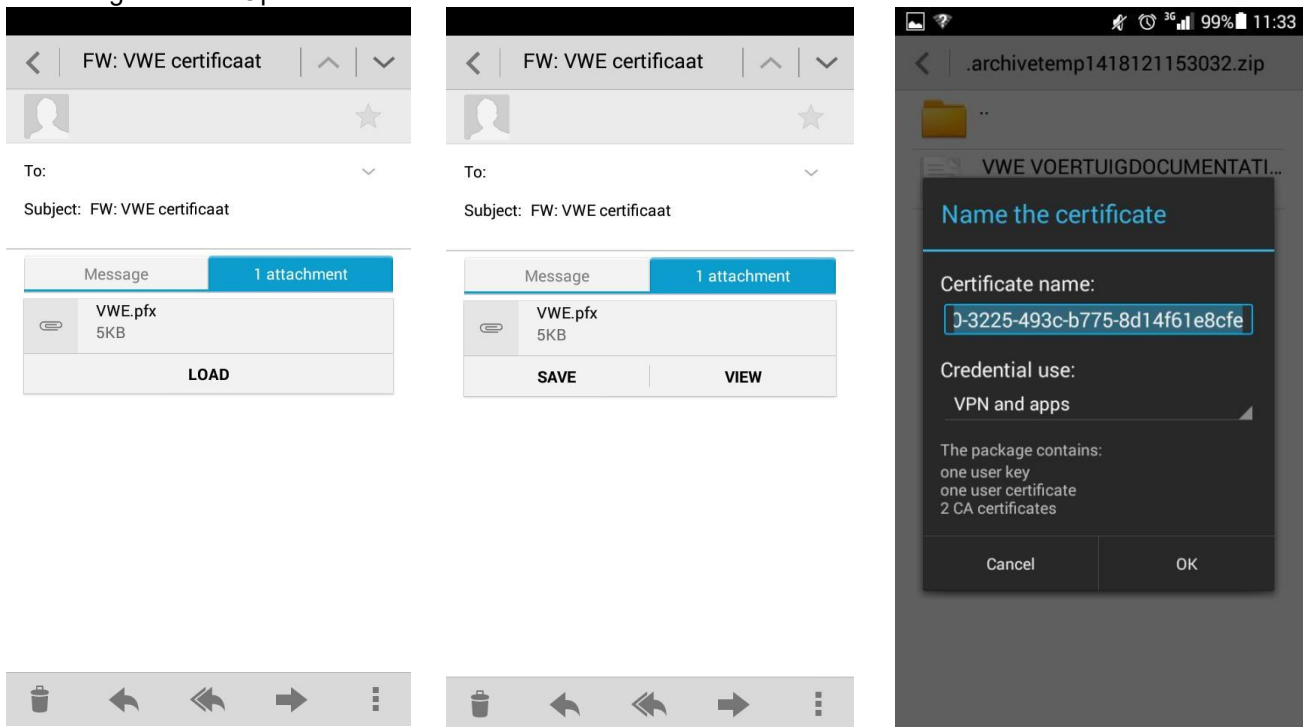 FW: VWE certificaat
To:
Subject: FW: VWE certificaat
Message 1 attachment
VWE.pfx
5KB
LOAD
FW: VWE certificaat
To:
Subject: FW: VWE certificaat
Message 1 attachment
VWE.pfx
5KB
SAVE VIEW
3G 99% 11:33
.archivetemp1418121153032.zip
..
VWE VOERTUIGDOCUMENTATI...
Name the certificate
Certificate name:
0-3225-493c-b775-8d14f61e8cfe
Credential use:
VPN and apps
The package contains:
one user key
one user certificate
2 CA certificates
Cancel OK